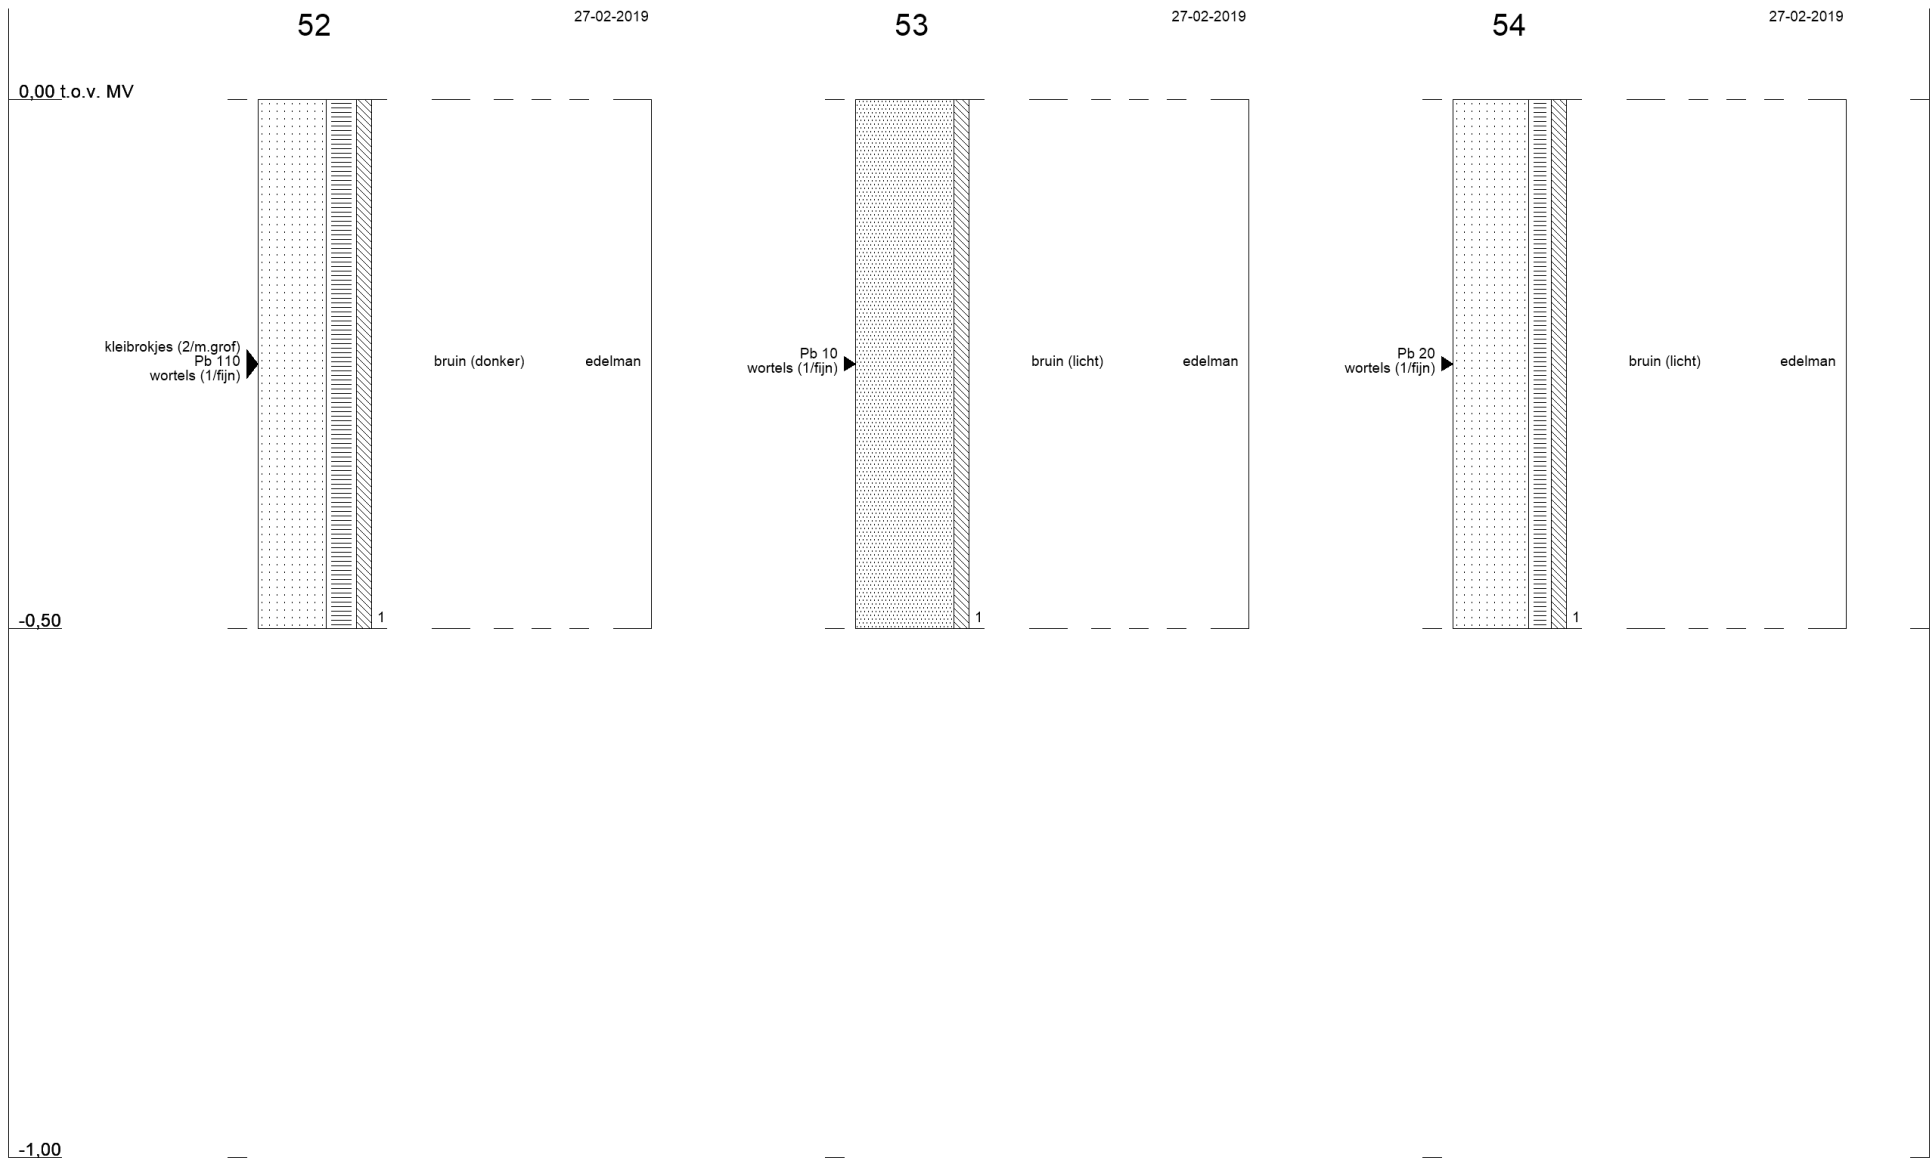 52
27-02-2019
53
27-02-2019
54
27-02-2019
0,00 t.o.v. MV
kleibrokjes (2/m.grof)
Pb 110
wortels (1/fijn)
bruin (donker)
edelman
Pb 10
wortels (1/fijn)
bruin (licht)
edelman
Pb 20
wortels (1/fijn)
bruin (licht)
edelman
1
1
1
-0,50
-1,00